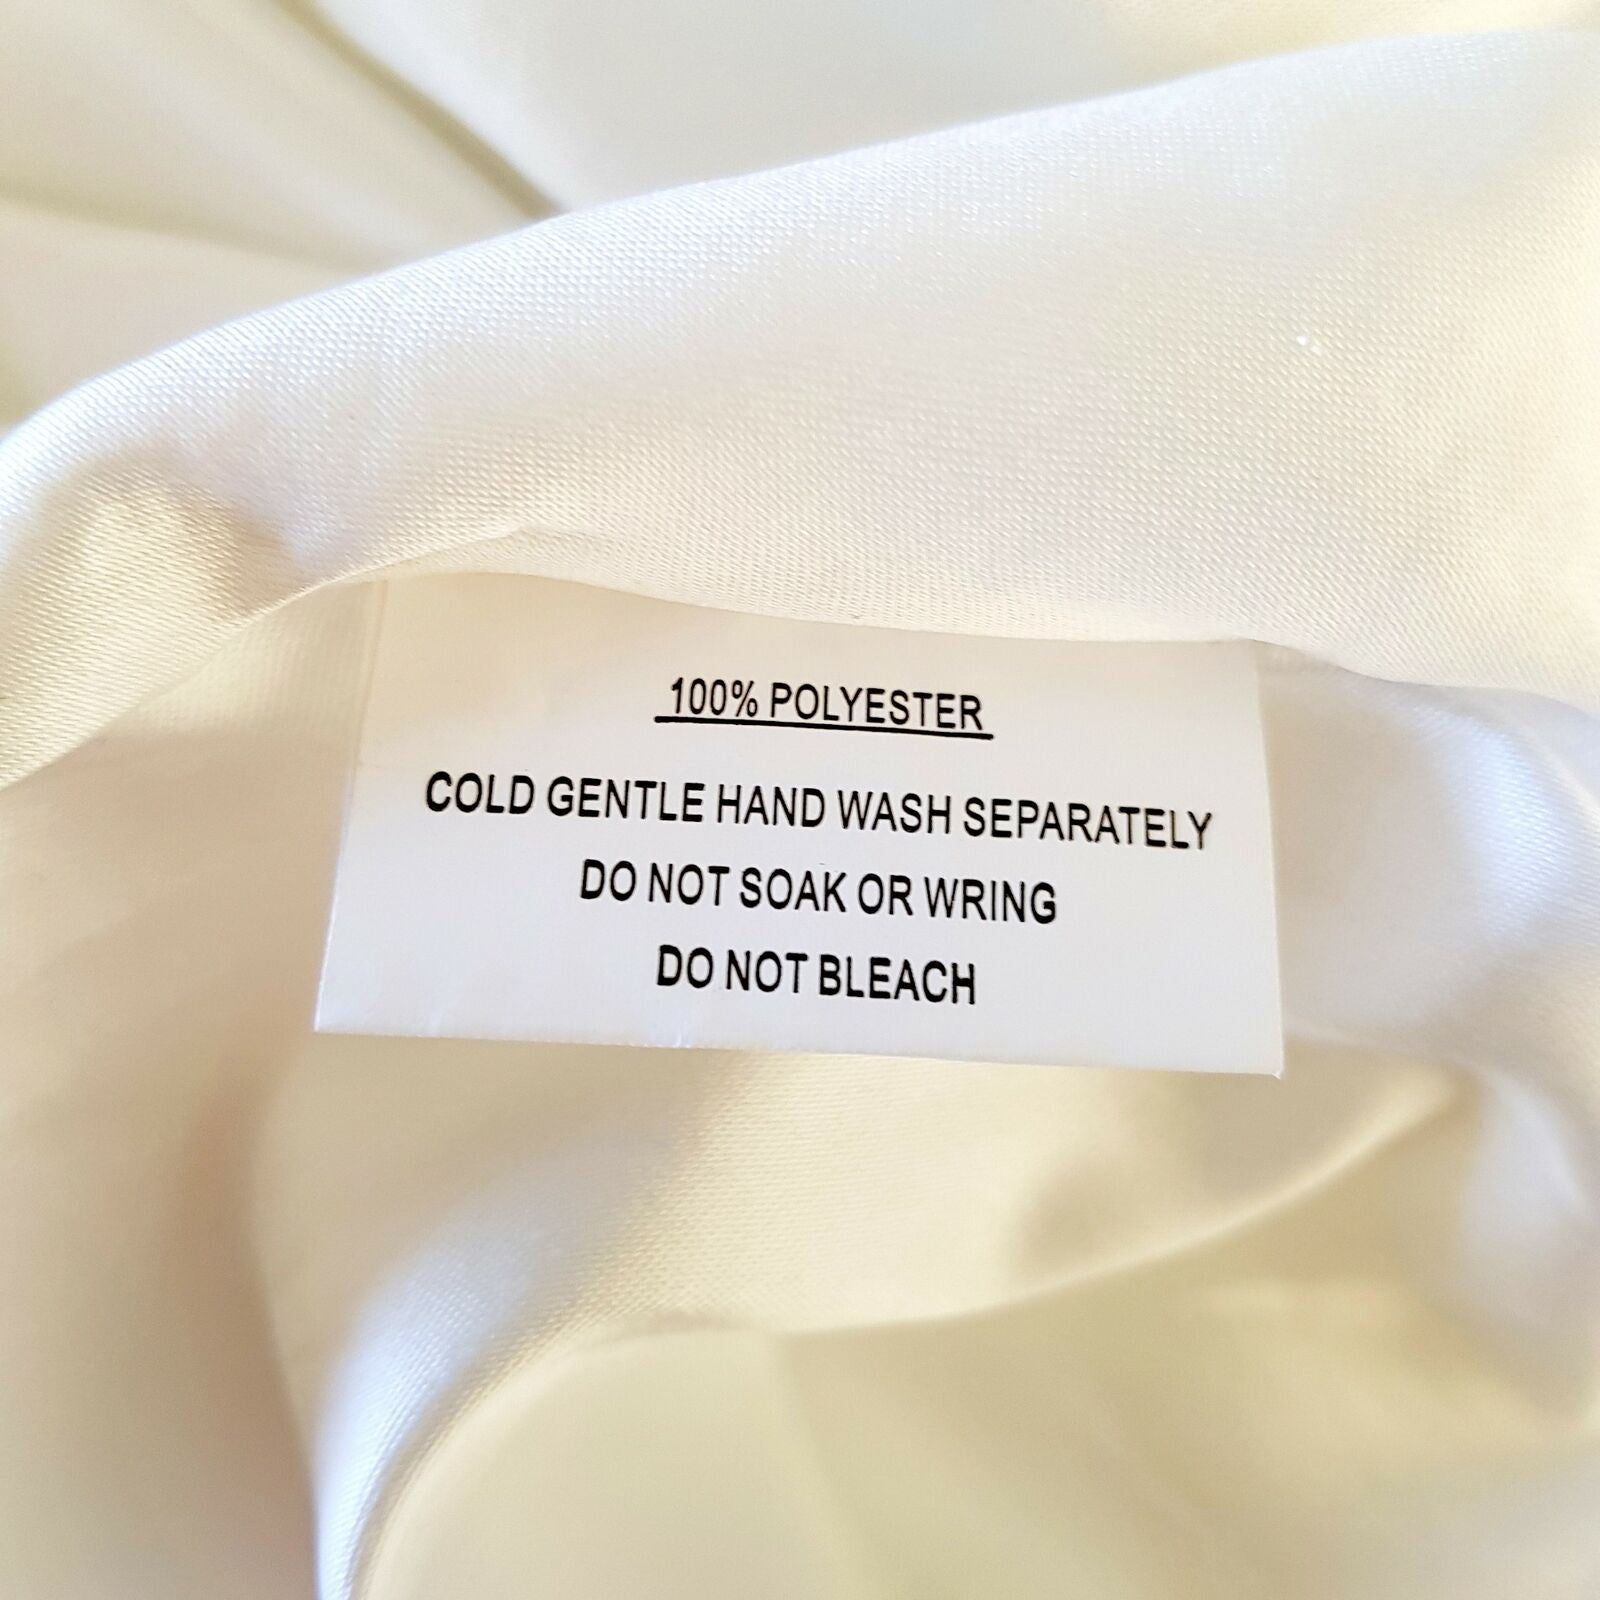 100% POLYESTER
COLD GENTLE HAND WASH SEPARATELY
DO NOT SOAK OR WRING
DO NOT BLEACH